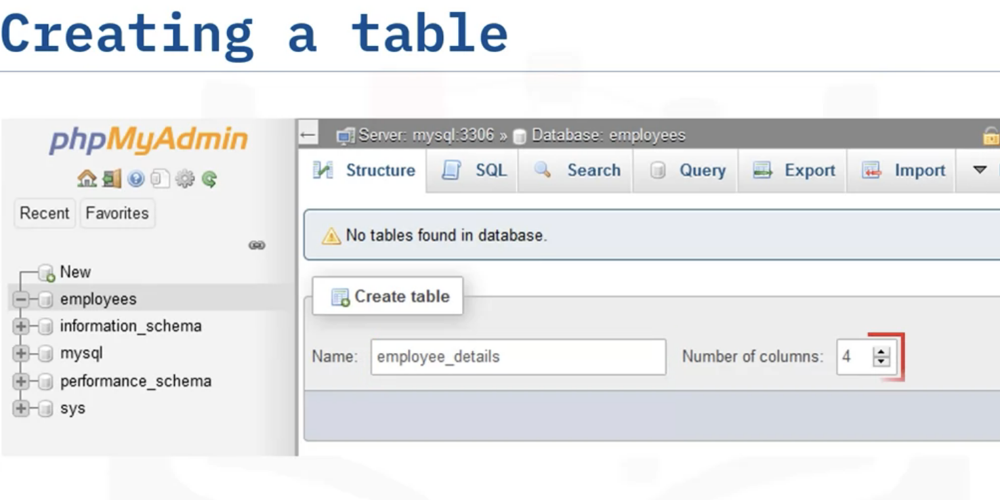 Creating a table
phpMyAdmin
Recent Favorites
New
employees
information_schema
mysql
performance_schema
sys
Server: mysql:3306 » Database: employees
Structure SQL Search Query Export Import
No tables found in database.
Create table
Name: employee_details Number of columns: 4